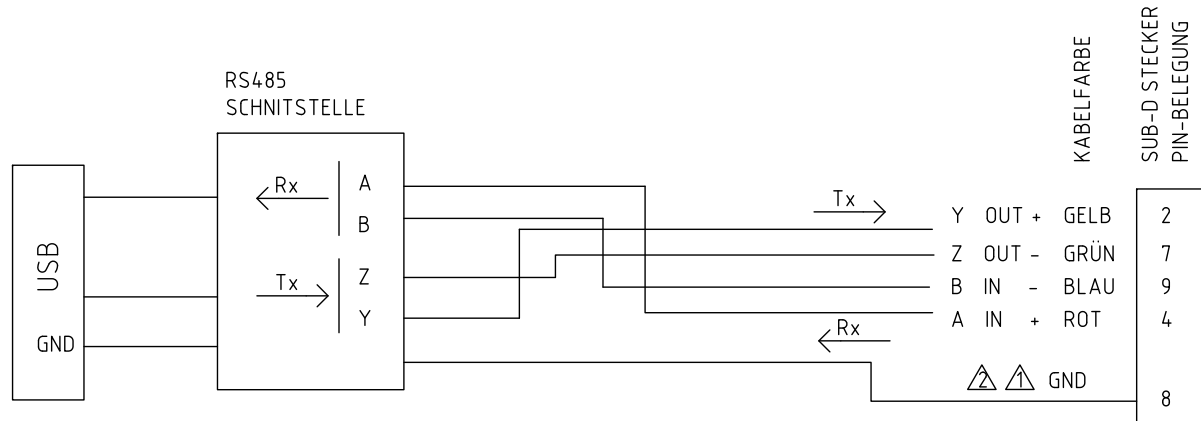 RS485
SCHNITSTELLE
KABELFARBE
SUB-D STECKER
PIN-BELEGUNG
USB
GND
Rx
A
B
Tx
Z
Y
Tx
Y OUT + GELB 2
Z OUT - GRÜN 7
B IN - BLAU 9
A IN + ROT 4
Rx
2 1 GND
8